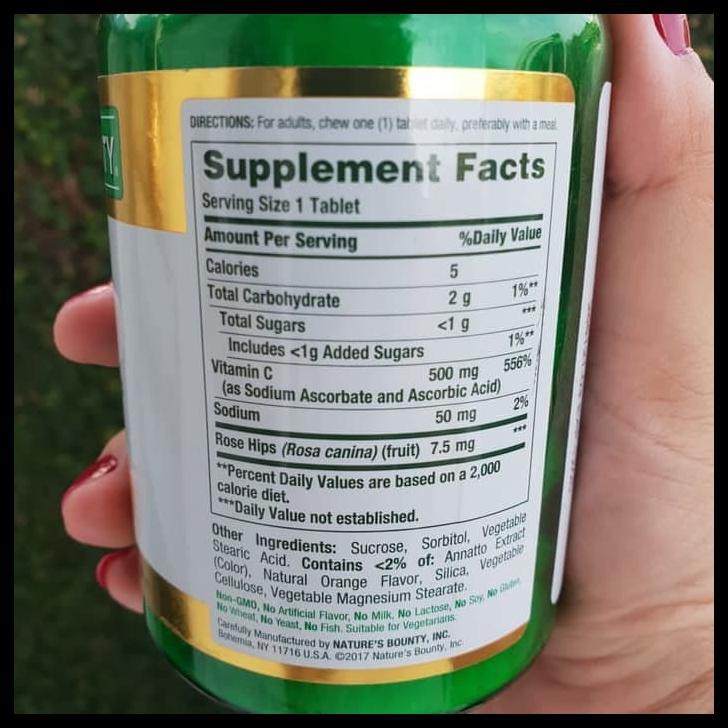 DIRECTIONS: For adults, chew one (1) tablet daily, preferably with a meal.
Supplement Facts
Serving Size 1 Tablet
Amount Per Serving %Daily Value
Calories 5
Total Carbohydrate 2 g 1%**
Total Sugars <1 g ***
Includes <1g Added Sugars 1%**
Vitamin C 500 mg 556%
(as Sodium Ascorbate and Ascorbic Acid)
Sodium 50 mg 2%
Rose Hips (Rosa canina) (fruit) 7.5 mg ***
**Percent Daily Values are based on a 2,000
calorie diet.
***Daily Value not established.
Other Ingredients: Sucrose, Sorbitol, Vegetable
Stearic Acid. Contains <2% of: Annatto Extract
(Color), Natural Orange Flavor, Silica, Vegetable
Cellulose, Vegetable Magnesium Stearate.
Non-GMO, No Artificial Flavor, No Milk, No Lactose, No Soy, No Gluten,
No Wheat, No Yeast, No Fish. Suitable for Vegetarians.
Carefully Manufactured by NATURE'S BOUNTY, INC.
Bohemia, NY 11716 U.S.A. ©2017 Nature's Bounty, Inc.